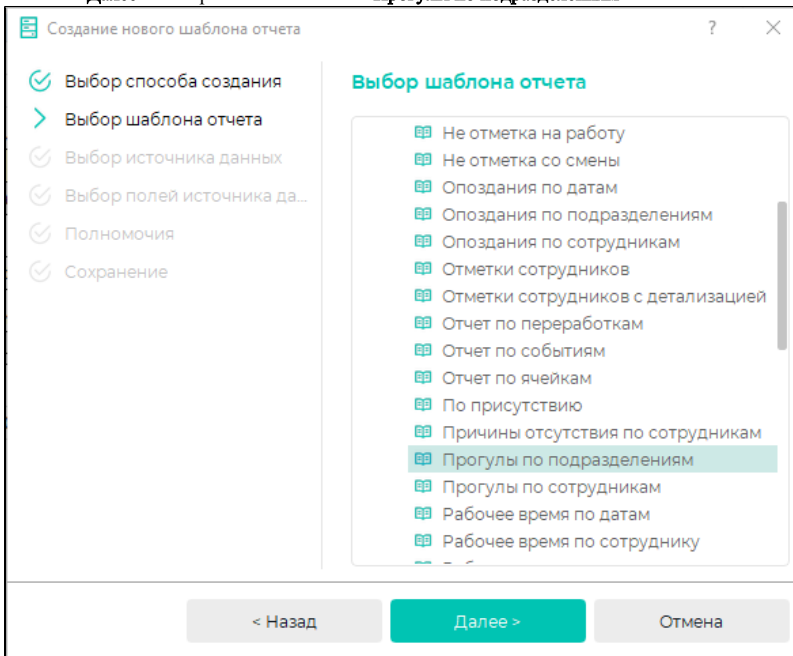 Создание нового шаблона отчета ?
Выбор способа создания
Выбор шаблона отчета
Выбор источника данных
Выбор полей источника да...
Полномочия
Сохранение
Выбор шаблона отчета
Не отметка на работу
Не отметка со смены
Опоздания по датам
Опоздания по подразделениям
Опоздания по сотрудникам
Отметки сотрудников
Отметки сотрудников с детализацией
Отчет по переработкам
Отчет по событиям
Отчет по ячейкам
По присутствию
Причины отсутствия по сотрудникам
Прогулы по подразделениям
Прогулы по сотрудникам
Рабочее время по датам
Рабочее время по сотруднику
< Назад
Далее >
Отмена